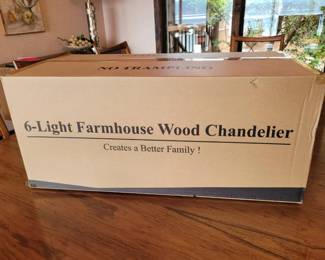 NO TRAMPLING
6-Light Farmhouse Wood Chandelier
Creates a Better Family !